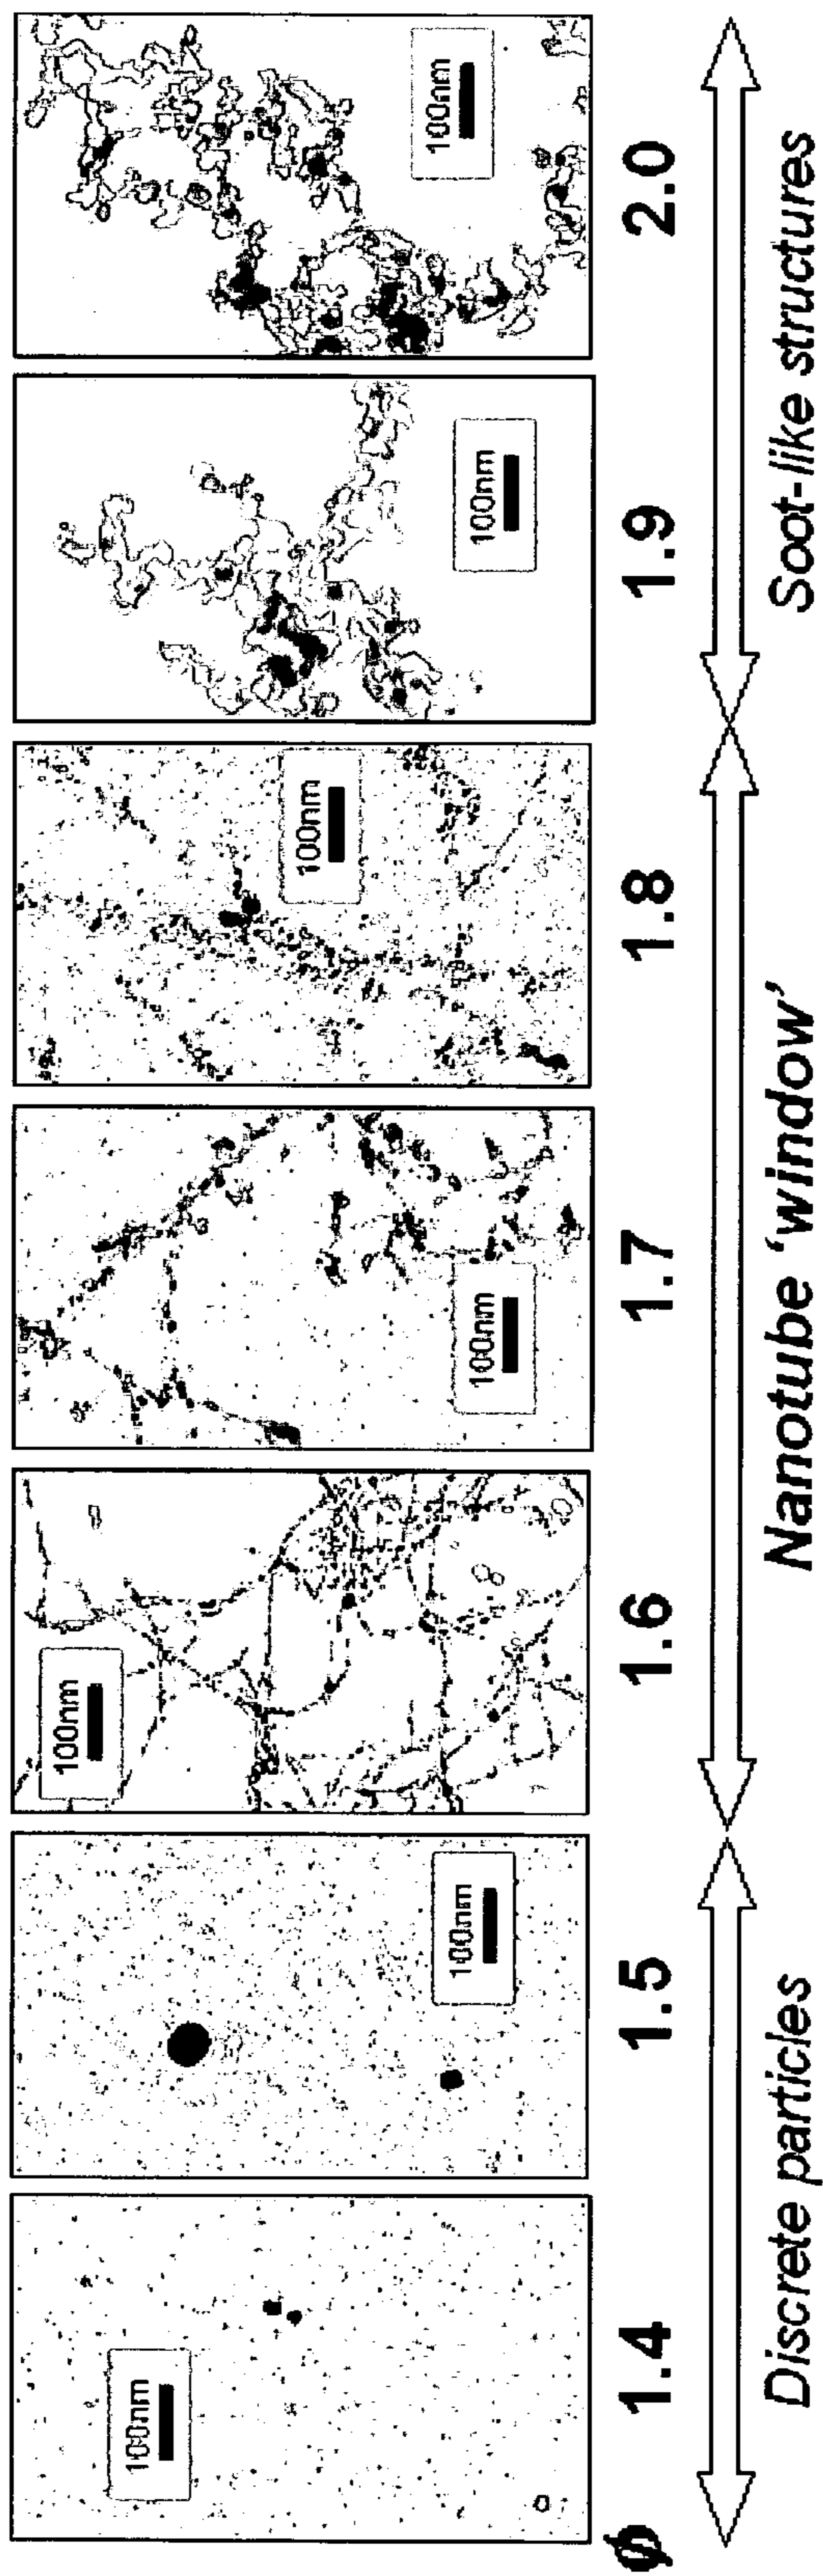 100nm 100nm 100nm 100nm 100nm 100nm 100nm
ϕ 1.4 1.5 1.6 1.7 1.8 1.9 2.0
Discrete particles Nanotube ‘window’ Soot-like structures